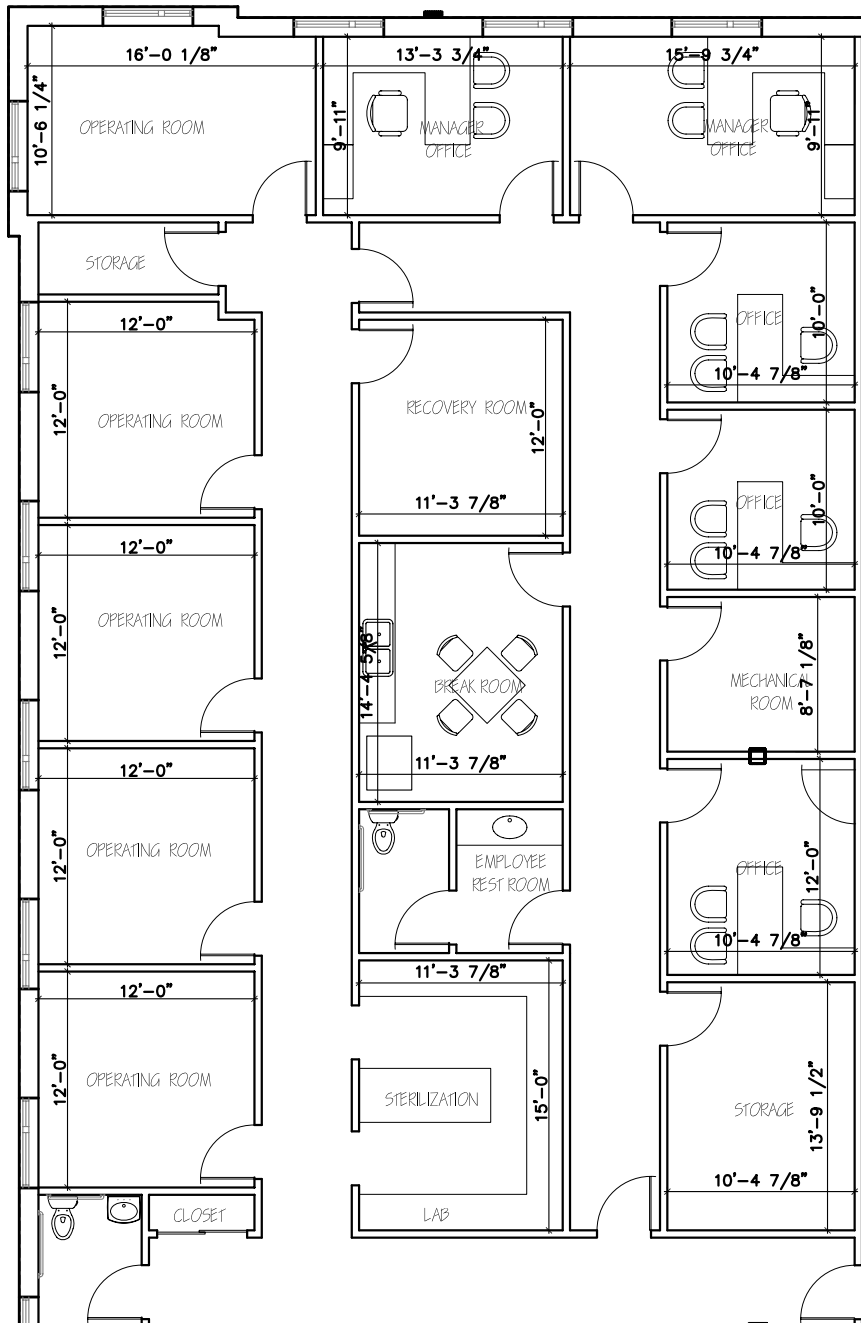 16'-0 1/8"
13'-3 3/4"
15'-9 3/4"
10'-6 1/4"
OPERATING ROOM
9'-11"
MANAGER
OFFICE
MANAGER
OFFICE
9'-11"
STORAGE
12'-0"
12'-0"
OPERATING ROOM
RECOVERY ROOM
12'-0"
11'-3 7/8"
OFFICE
10'-0"
10'-4 7/8"
OFFICE
10'-0"
10'-4 7/8"
12'-0"
12'-0"
OPERATING ROOM
14'-4 5/8"
BREAK ROOM
11'-3 7/8"
MECHANICAL
ROOM
8'-7 1/8"
12'-0"
12'-0"
OPERATING ROOM
EMPLOYEE
REST ROOM
OFFICE
12'-0"
10'-4 7/8"
12'-0"
12'-0"
OPERATING ROOM
11'-3 7/8"
STERILIZATION
15'-0"
LAB
STORAGE
13'-9 1/2"
10'-4 7/8"
CLOSET